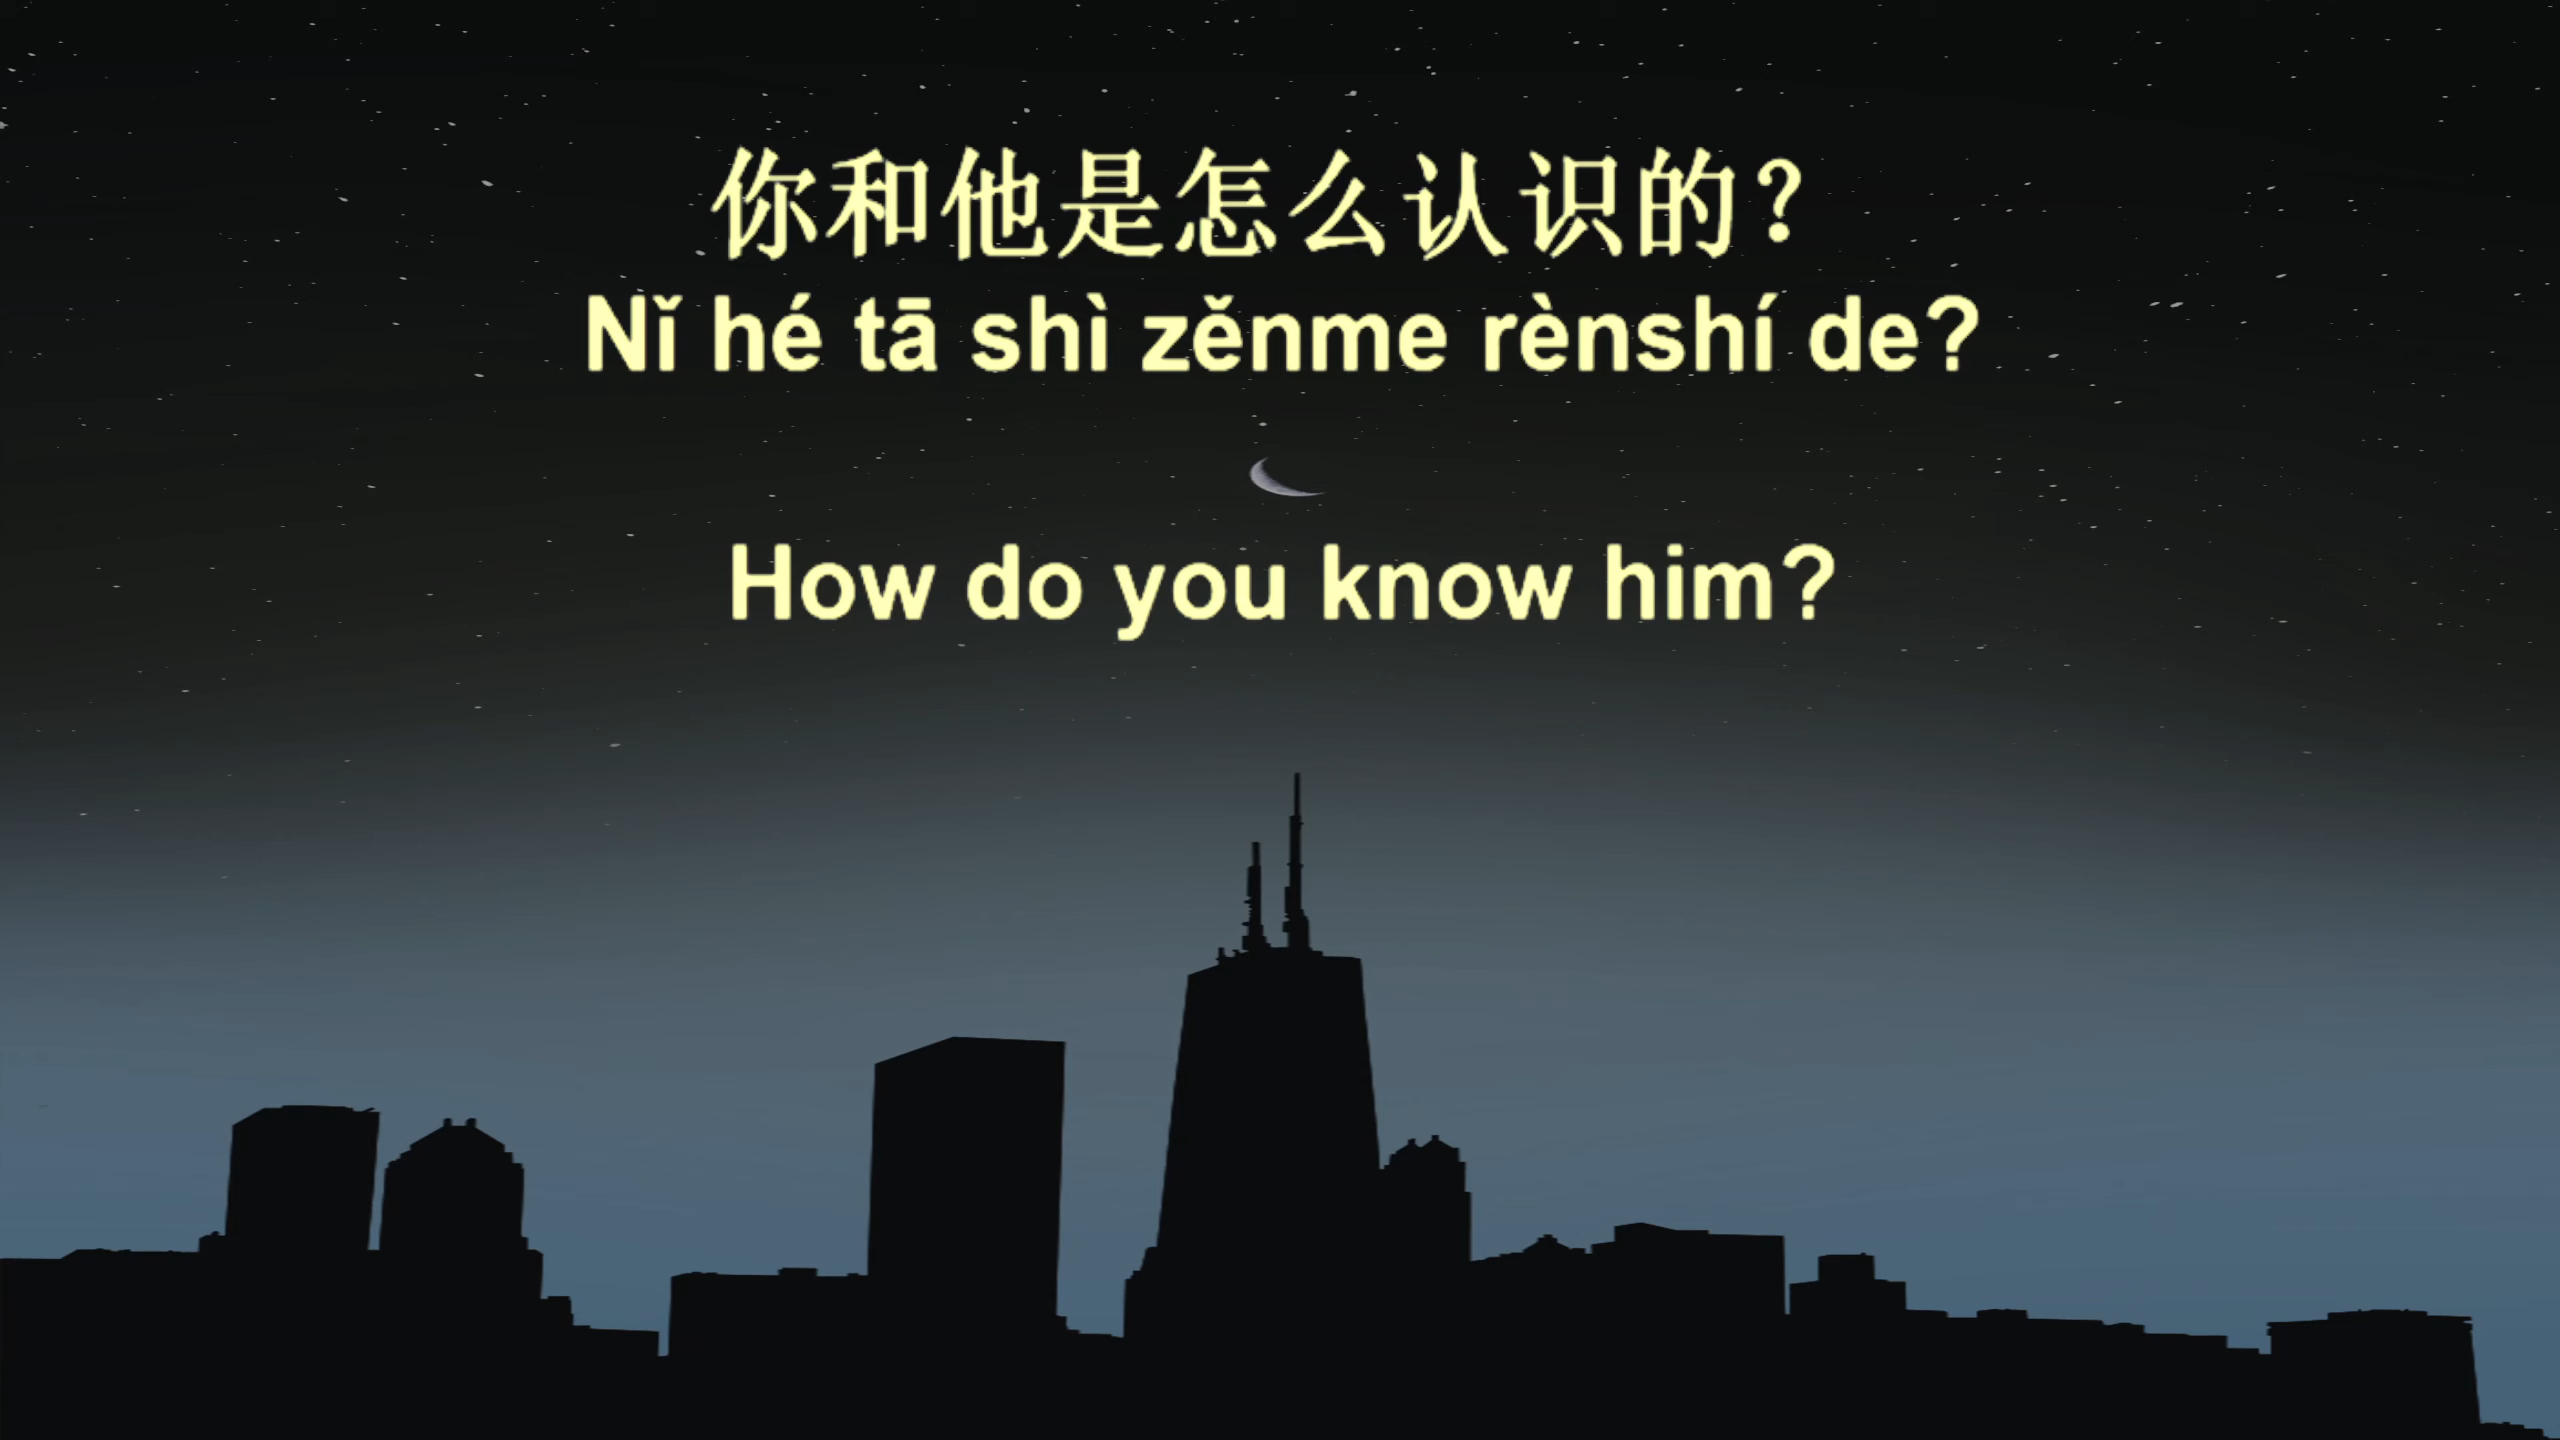 你和他是怎么认识的?
Nǐ hé tā shì zěnme rènshí de?
How do you know him?